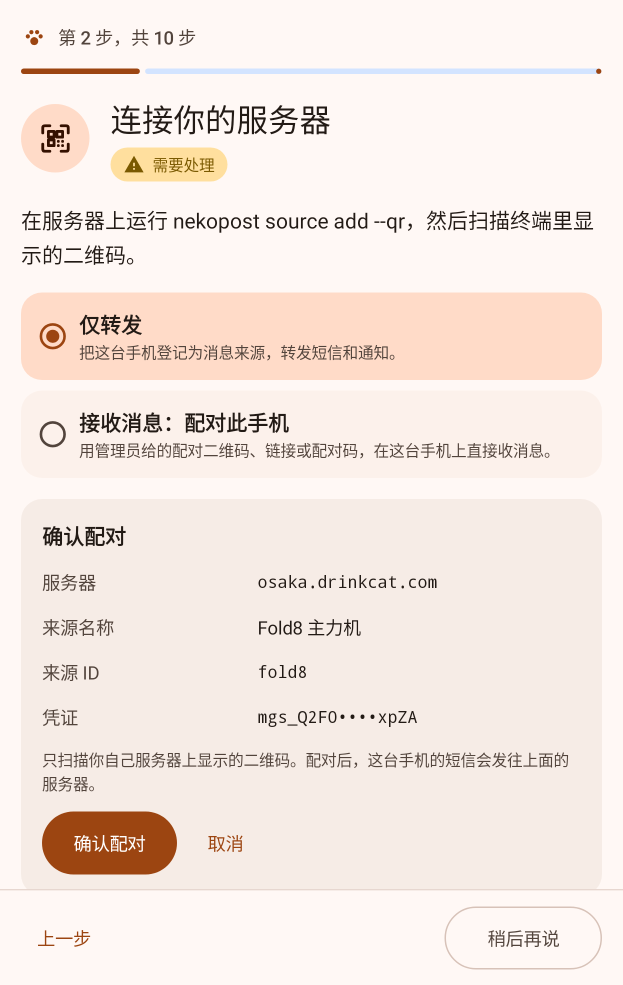 第 2 步，共 10 步
连接你的服务器
需要处理
在服务器上运行 nekopost source add --qr，然后扫描终端里显
示的二维码。
仅转发
把这台手机登记为消息来源，转发短信和通知。
接收消息：配对此手机
用管理员给的配对二维码、链接或配对码，在这台手机上直接接收消息。
确认配对
服务器 osaka.drinkcat.com
来源名称 Fold8 主力机
来源 ID fold8
凭证 mgs_Q2FO••••xpZA
只扫描你自己服务器上显示的二维码。配对后，这台手机的短信会发往上面的
服务器。
确认配对 取消
上一步 稍后再说